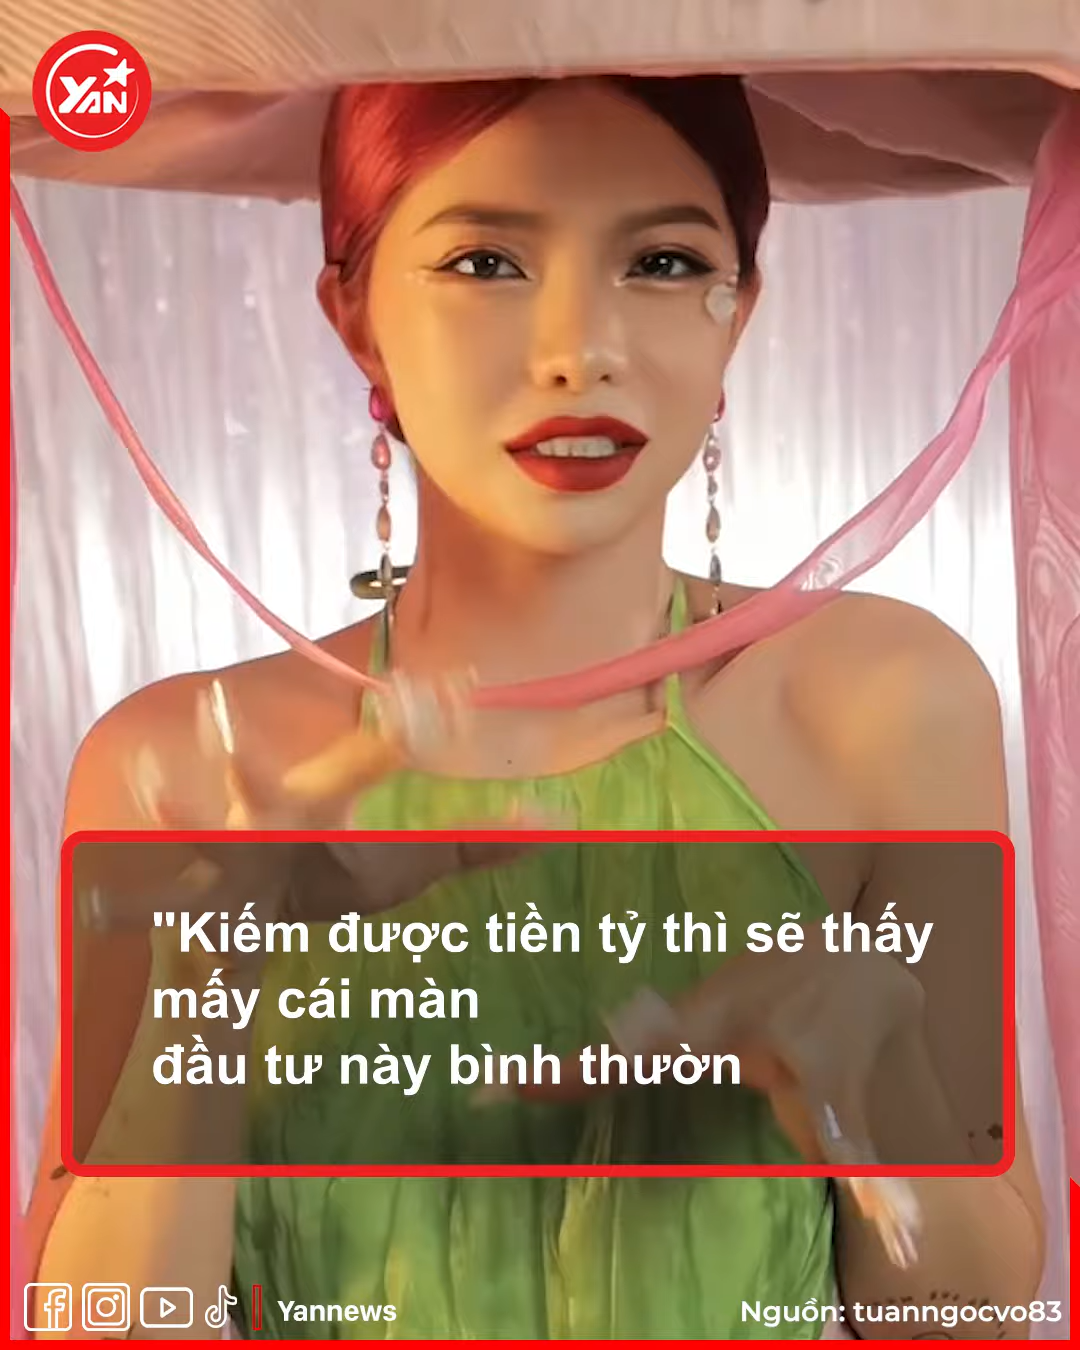 YAN
"Kiếm được tiền tỷ thì sẽ thấy
mấy cái màn
đầu tư này bình thườn
Yannews
Nguồn: tuanngocvo83